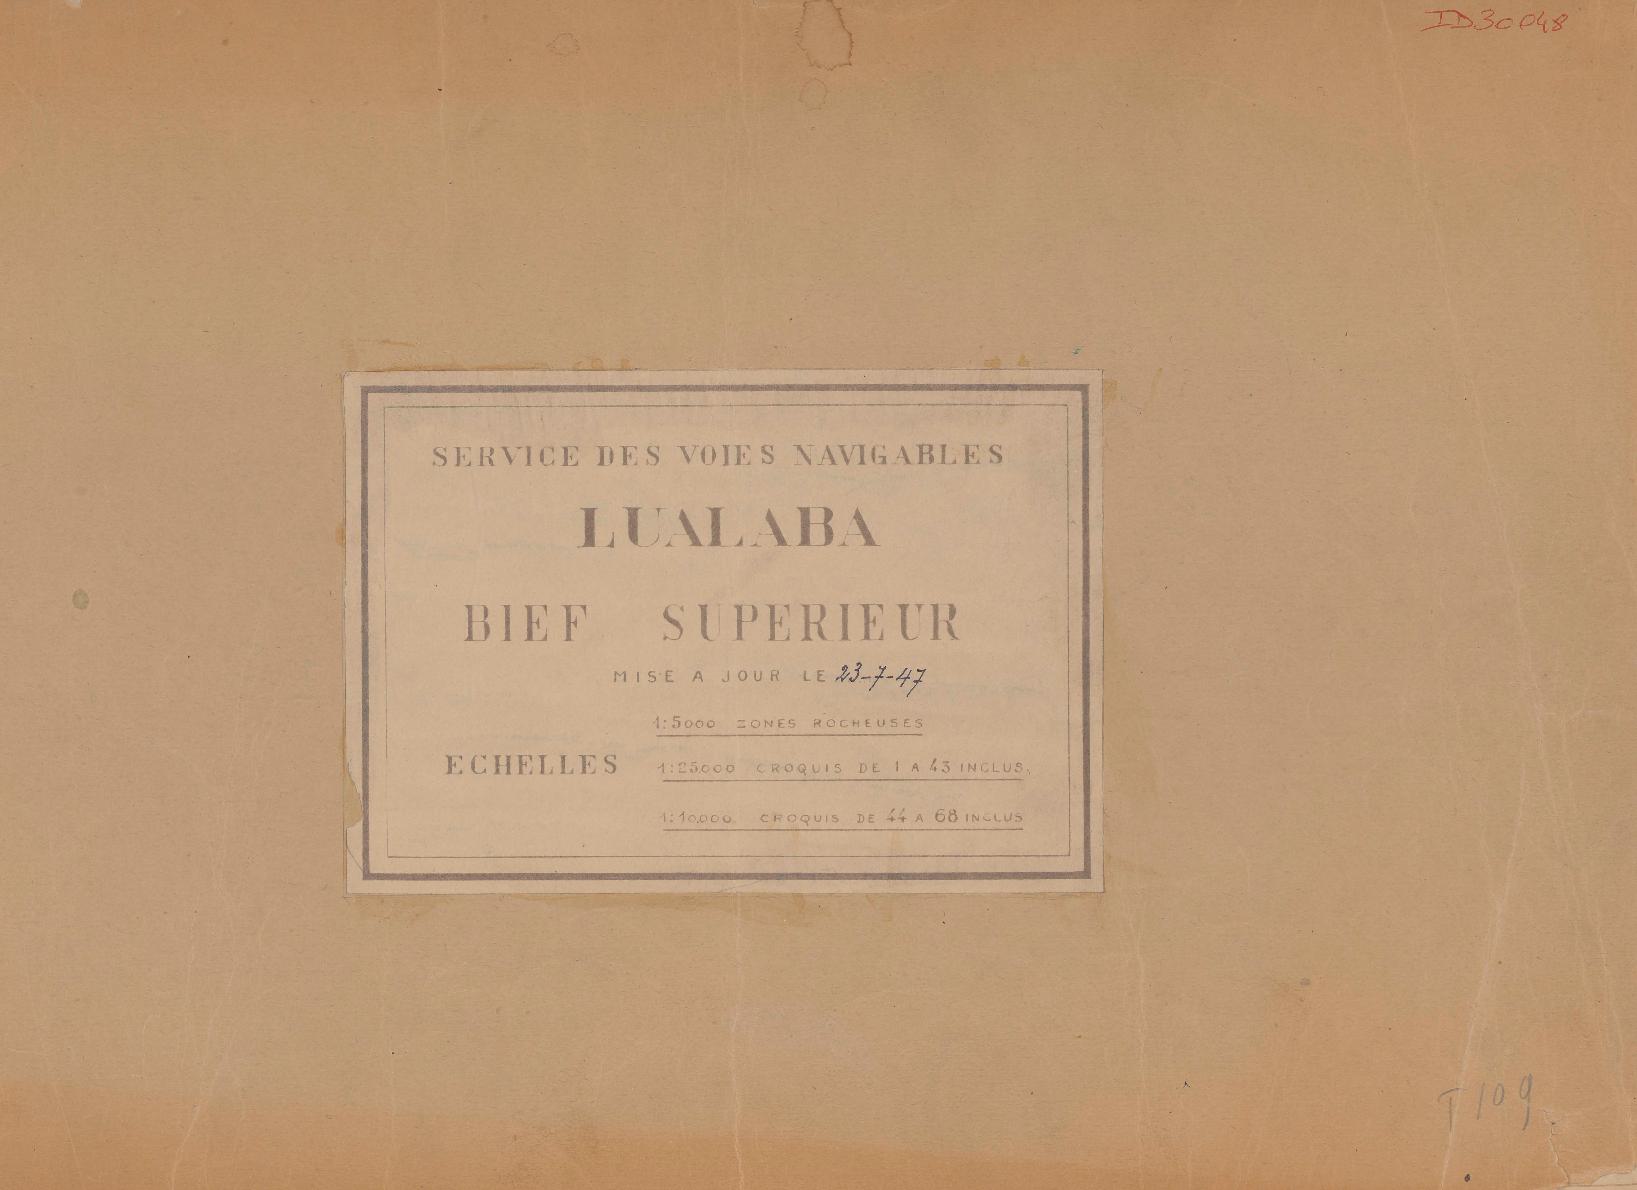 ID30048
SERVICE DES VOIES NAVIGABLES
LUALABA
BIEF SUPERIEUR
MISE A JOUR LE 23-7-47
1:5000 ZONES ROCHEUSES
ECHELLES 1:25000 CROQUIS DE 1 A 43 INCLUS,
1:10.000 CROQUIS DE 44 A 68 INCLUS
T 109